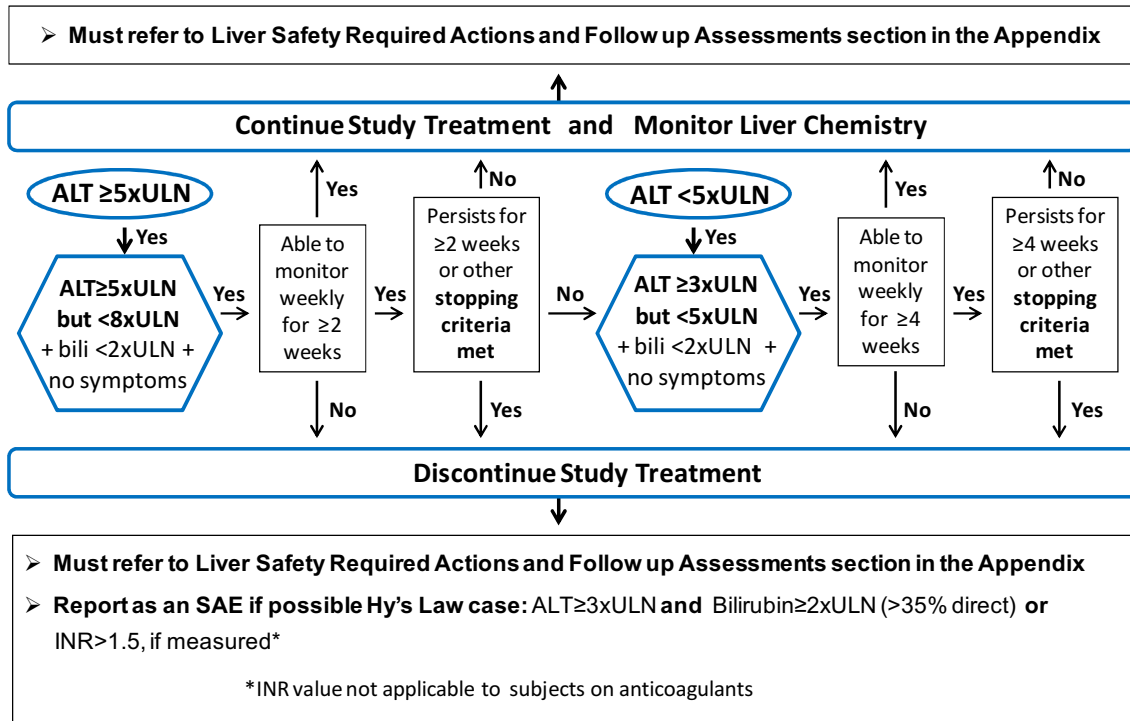 ➢ Must refer to Liver Safety Required Actions and Follow up Assessments section in the Appendix
Continue Study Treatment and Monitor Liver Chemistry
ALT ≥5xULN
Yes
ALT≥5xULN
but <8xULN
+ bili <2xULN +
no symptoms
Yes
Yes
Able to
monitor
weekly
for ≥2
weeks
No
Yes
No
Persists for
≥2 weeks
or other
stopping
criteria
met
Yes
No
ALT <5xULN
Yes
ALT ≥3xULN
but <5xULN
+ bili <2xULN +
no symptoms
Yes
Yes
Able to
monitor
weekly
for ≥4
weeks
No
Yes
No
Persists for
≥4 weeks
or other
stopping
criteria
met
Yes
Discontinue Study Treatment
➢ Must refer to Liver Safety Required Actions and Follow up Assessments section in the Appendix
➢ Report as an SAE if possible Hy's Law case: ALT≥3xULN and Bilirubin≥2xULN (>35% direct) or
INR>1.5, if measured*
*INR value not applicable to subjects on anticoagulants